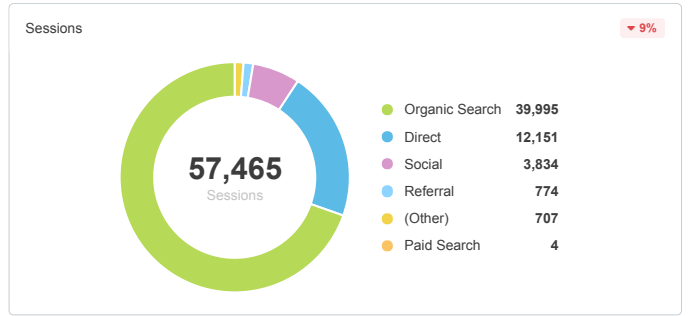 Sessions
9%
57,465
Sessions
Organic Search 39,995
Direct 12,151
Social 3,834
Referral 774
(Other) 707
Paid Search 4